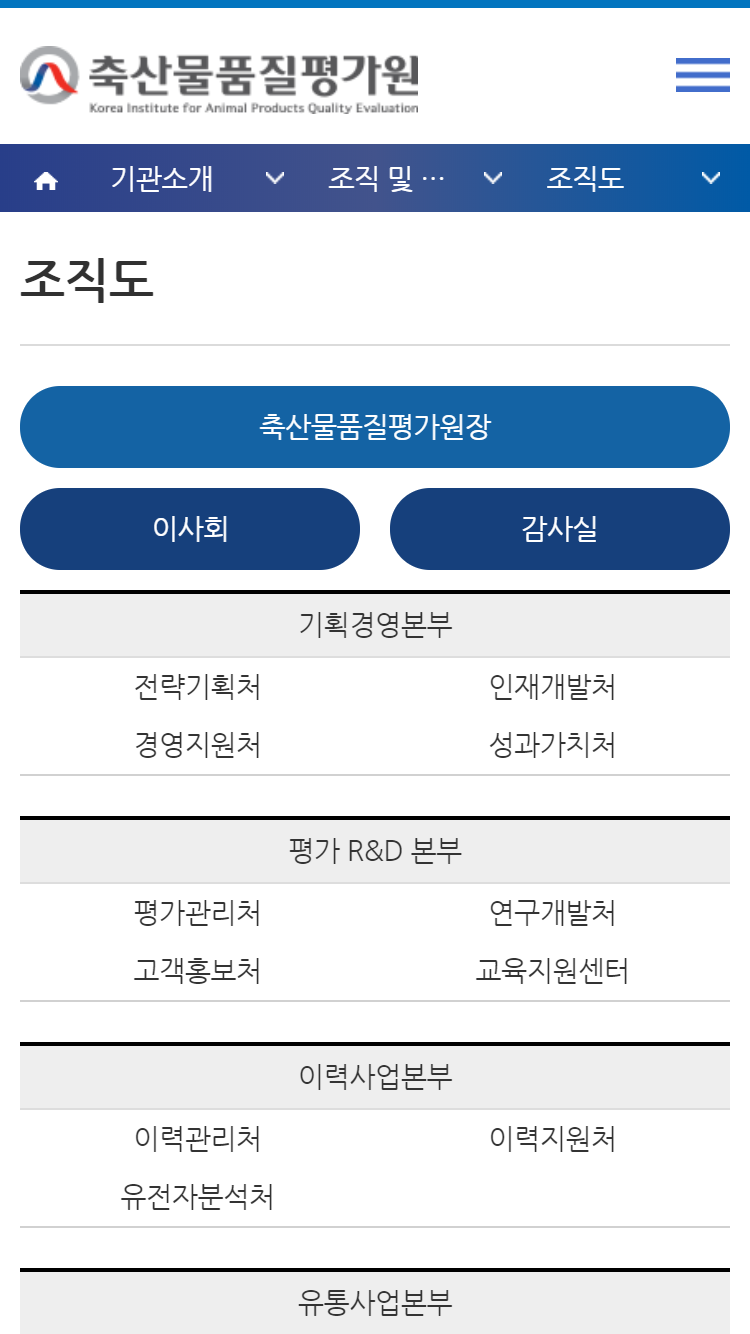 축산물품질평가원
Korea Institute for Animal Products Quality Evaluation
기관소개 조직 및 … 조직도
조직도
축산물품질평가원장
이사회 감사실
기획경영본부
전략기획처 인재개발처
경영지원처 성과가치처
평가 R&D 본부
평가관리처 연구개발처
고객홍보처 교육지원센터
이력사업본부
이력관리처 이력지원처
유전자분석처
유통사업본부